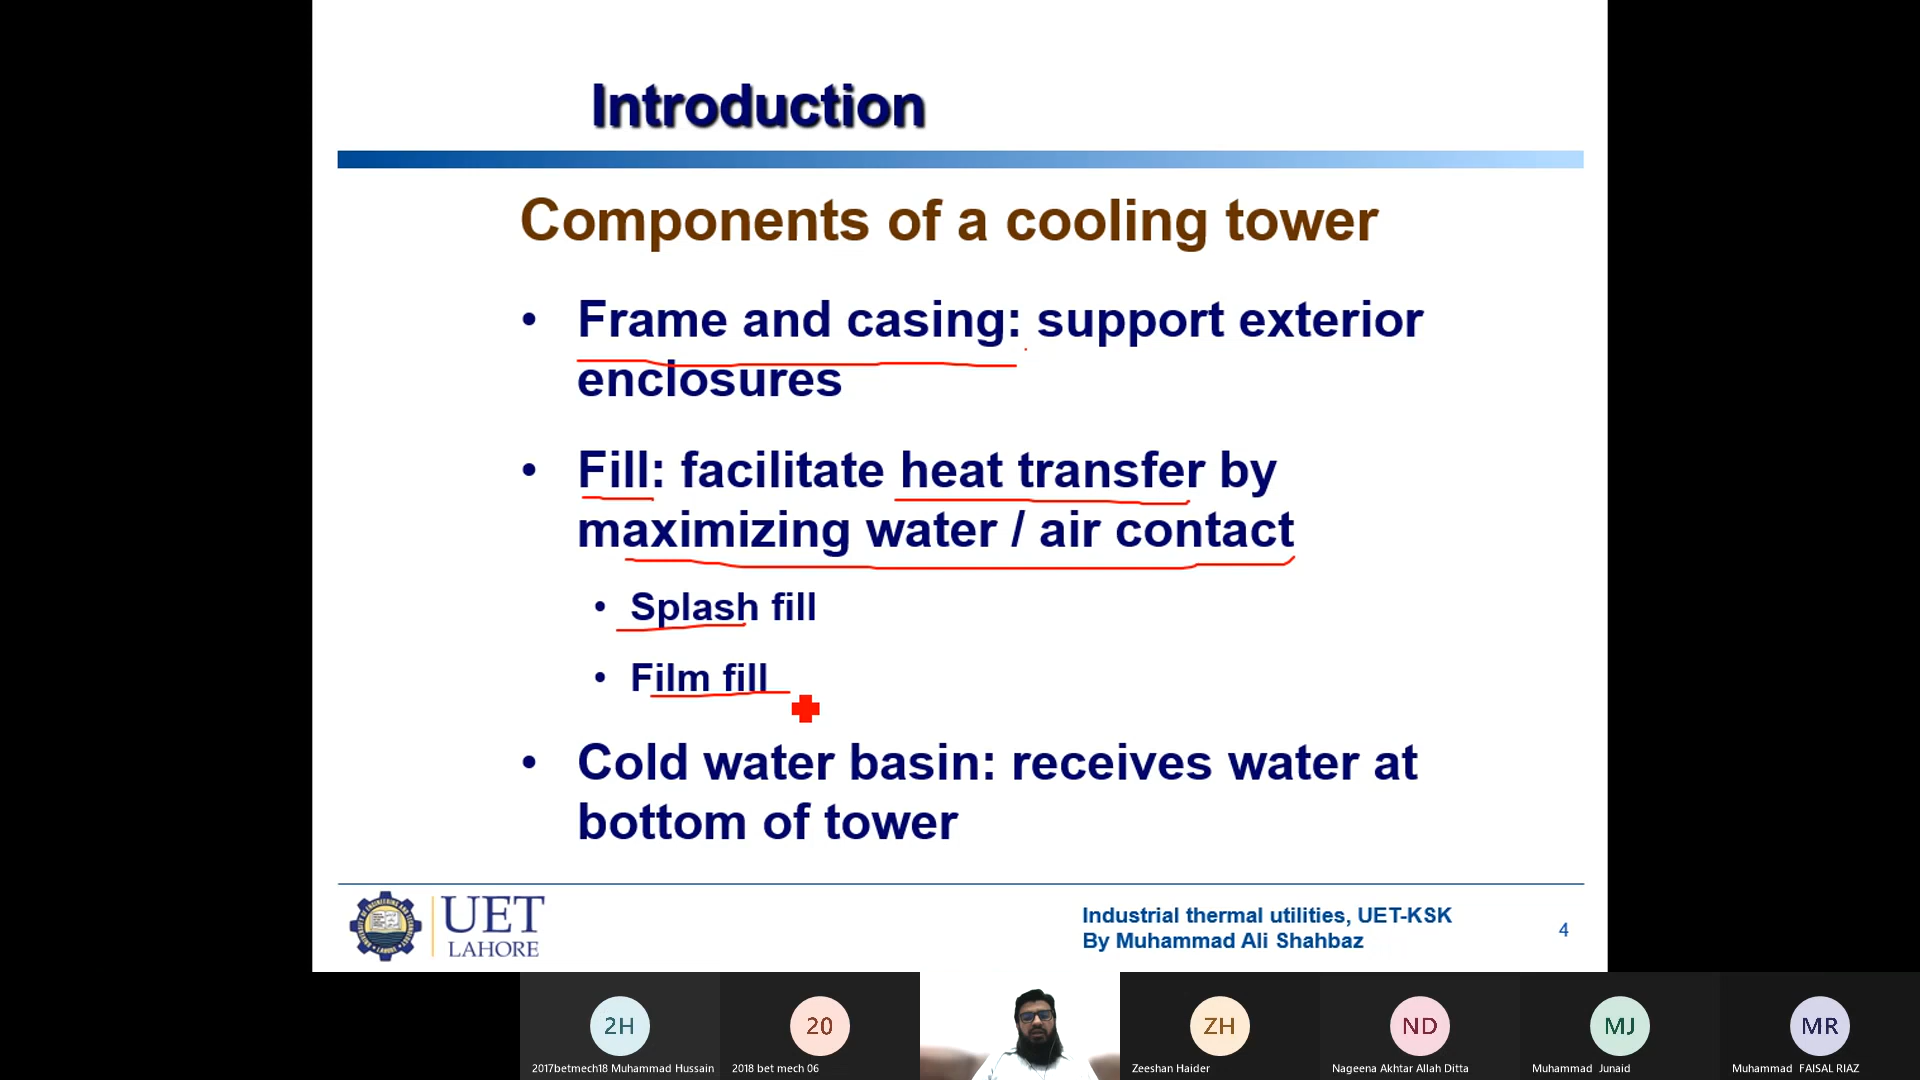 Introduction
Components of a cooling tower
• Frame and casing: support exterior
enclosures
• Fill: facilitate heat transfer by
maximizing water / air contact
• Splash fill
• Film fill
• Cold water basin: receives water at
bottom of tower
UET
LAHORE
Industrial thermal utilities, UET-KSK
By Muhammad Ali Shahbaz
4
2H
20
ZH
ND
MJ
MR
2017betmech18 Muhammad Hussain
2018 bet mech 06
Zeeshan Haider
Nageena Akhtar Allah Ditta
Muhammad Junaid
Muhammad FAISAL RIAZ